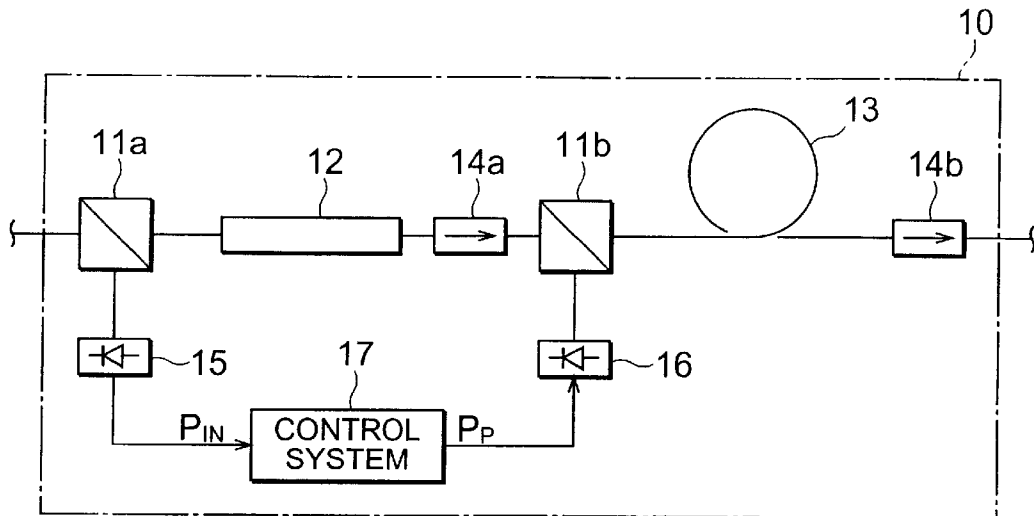 10
11a
12
14a
11b
13
14b
15
17
16
P_IN
CONTROL
SYSTEM
P_P